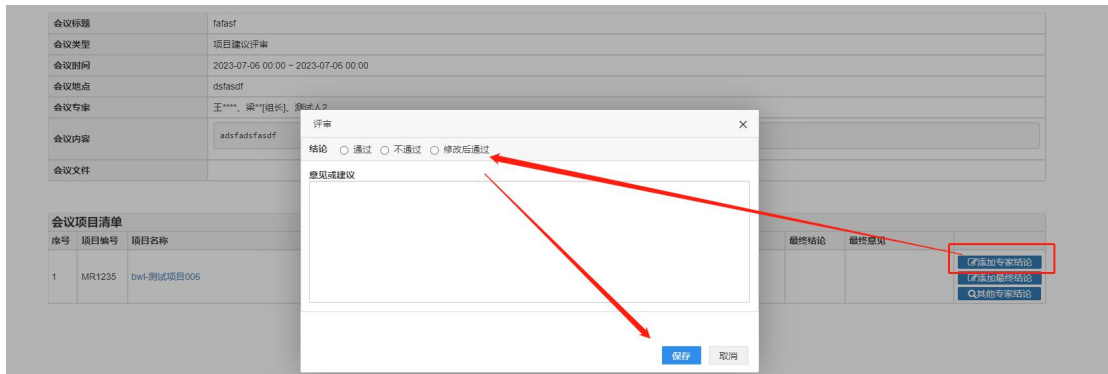 会议标题 fafasf
会议类型 项目建议评审
会议时间 2023-07-06 00:00 ~ 2023-07-06 00:00
会议地点 dsfasdf
会议专家 王****、梁**[组长]、测试人2
会议内容 adsfadsfasdf
会议文件
评审 ×
结论 通过 不通过 修改后通过
意见或建议
保存 取消
会议项目清单
序号 项目编号 项目名称 最终结论 最终意见
1 MR1235 bwl-测试项目006
添加专家结论
添加最终结论
其他专家结论